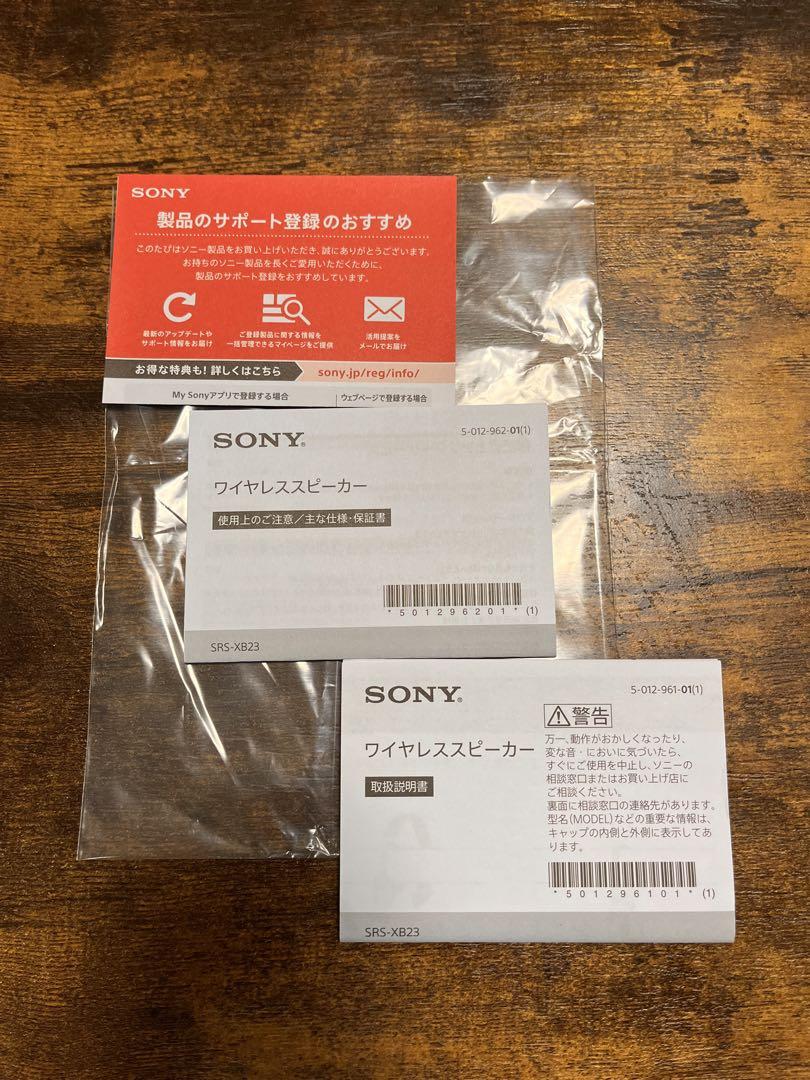 SONY
製品のサポート登録のおすすめ
このたびはソニー製品をお買い上げいただき、誠にありがとうございます。
お持ちのソニー製品を長くご愛用いただくために、
製品のサポート登録をおすすめしています。
最新のアップデートや
サポート情報をお届け
ご登録製品に関する情報を
一括管理できるマイページをご提供
活用提案を
メールでお届け
お得な特典も! 詳しくはこちら
sony.jp/reg/info/
My Sonyアプリで登録する場合
ウェブページで登録する場合
SONY®
5-012-962-01(1)
ワイヤレススピーカー
使用上のご注意/主な仕様・保証書
*501296201*(1)
SRS-XB23
SONY®
5-012-961-01(1)
ワイヤレススピーカー
取扱説明書
警告
万一、動作がおかしくなったり、
変な音・においに気づいたら、
すぐにご使用を中止し、ソニーの
相談窓口またはお買い上げ店に
ご相談ください。
裏面に相談窓口の連絡先があります。
型名(MODEL)などの重要な情報は、
キャップの内側と外側に表示してあ
ります。
*501296101*(1)
SRS-XB23